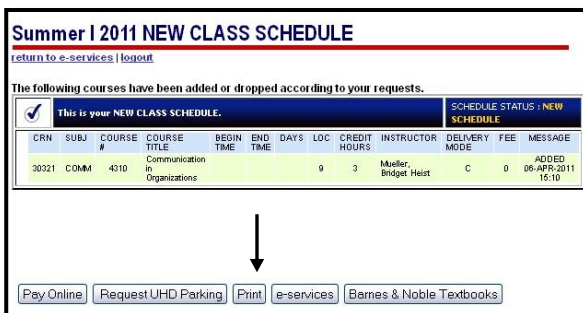 Summer I 2011 NEW CLASS SCHEDULE
return to e-services | logout
The following courses have been added or dropped according to your requests.
This is your NEW CLASS SCHEDULE. SCHEDULE STATUS : NEW SCHEDULE
CRN SUBJ COURSE # COURSE TITLE BEGIN TIME END TIME DAYS LOC CREDIT HOURS INSTRUCTOR DELIVERY MODE FEE MESSAGE
30321 COMM 4310 Communication in Organizations 9 3 Mueller, Bridget Heist C 0 ADDED 06-APR-2011 15:10
Pay Online Request UHD Parking Print e-services Barnes & Noble Textbooks